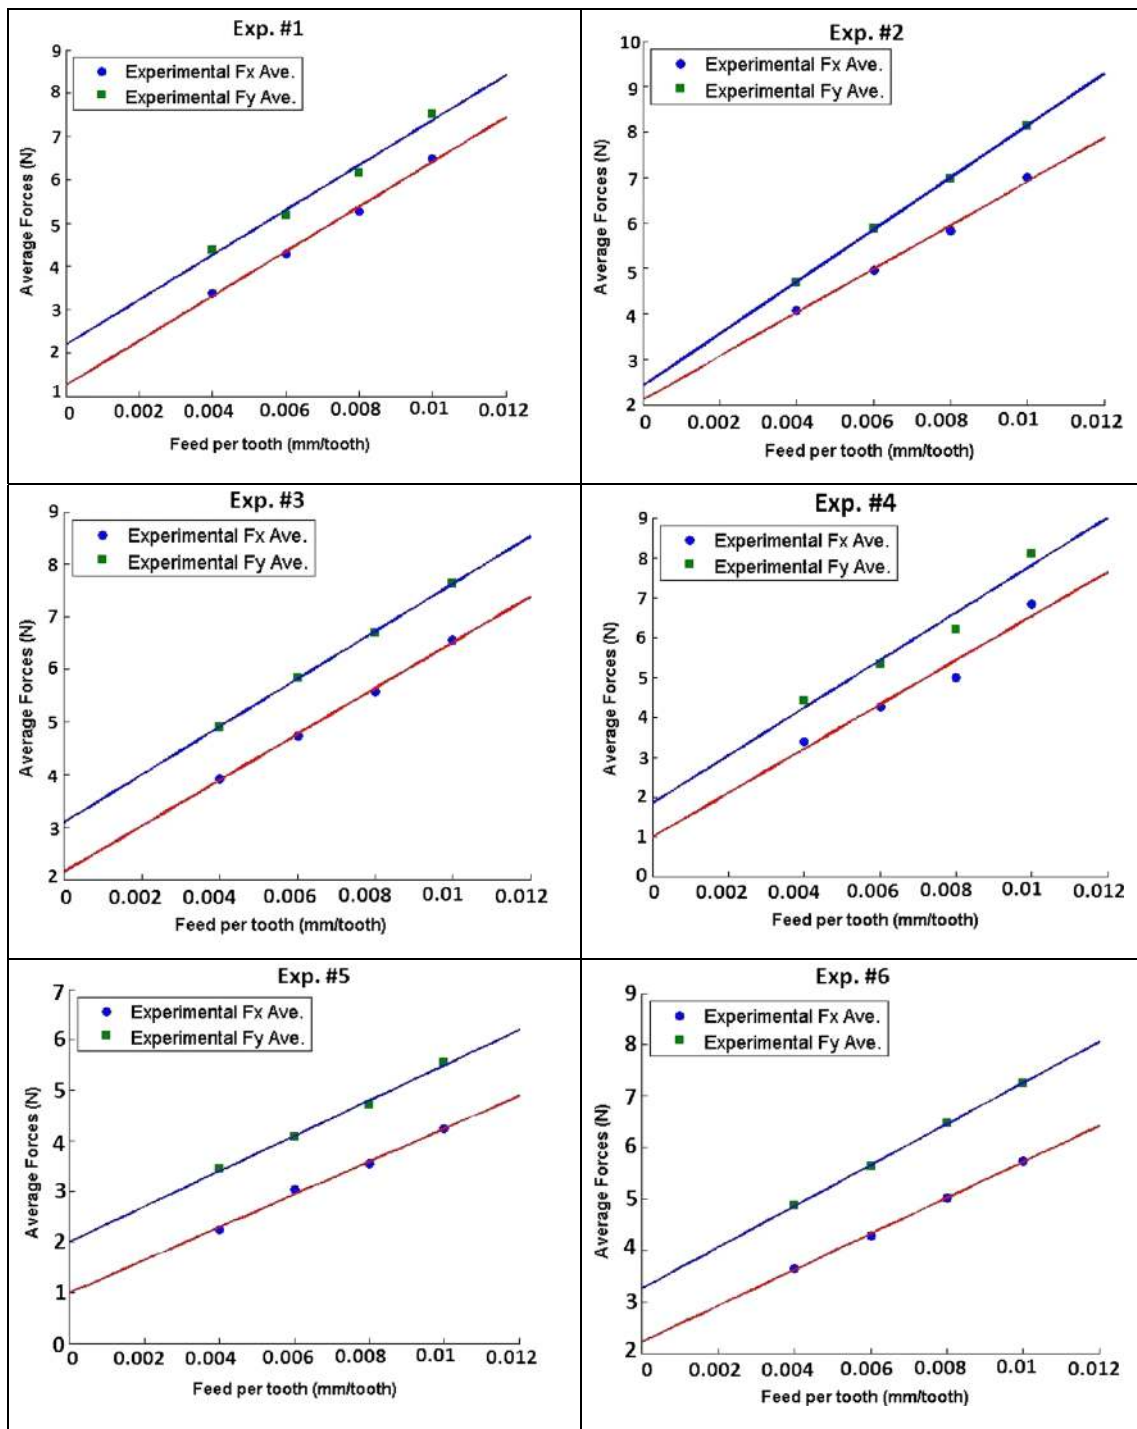 Exp. #1
9
8
7
6
5
4
3
2
1
Average Forces (N)
Experimental Fx Ave.
Experimental Fy Ave.
0 0.002 0.004 0.006 0.008 0.01 0.012
Feed per tooth (mm/tooth)
Exp. #2
10
9
8
7
6
5
4
3
2
Average Forces (N)
Experimental Fx Ave.
Experimental Fy Ave.
0 0.002 0.004 0.006 0.008 0.01 0.012
Feed per tooth (mm/tooth)
Exp. #3
9
8
7
6
5
4
3
2
Average Forces (N)
Experimental Fx Ave.
Experimental Fy Ave.
0 0.002 0.004 0.006 0.008 0.01 0.012
Feed per tooth (mm/tooth)
Exp. #4
9
8
7
6
5
4
3
2
1
0
Average Forces (N)
Experimental Fx Ave.
Experimental Fy Ave.
0 0.002 0.004 0.006 0.008 0.01 0.012
Feed per tooth (mm/tooth)
Exp. #5
7
6
5
4
3
2
1
0
Average Forces (N)
Experimental Fx Ave.
Experimental Fy Ave.
0 0.002 0.004 0.006 0.008 0.01 0.012
Feed per tooth (mm/tooth)
Exp. #6
9
8
7
6
5
4
3
2
Average Forces (N)
Experimental Fx Ave.
Experimental Fy Ave.
0 0.002 0.004 0.006 0.008 0.01 0.012
Feed per tooth (mm/tooth)